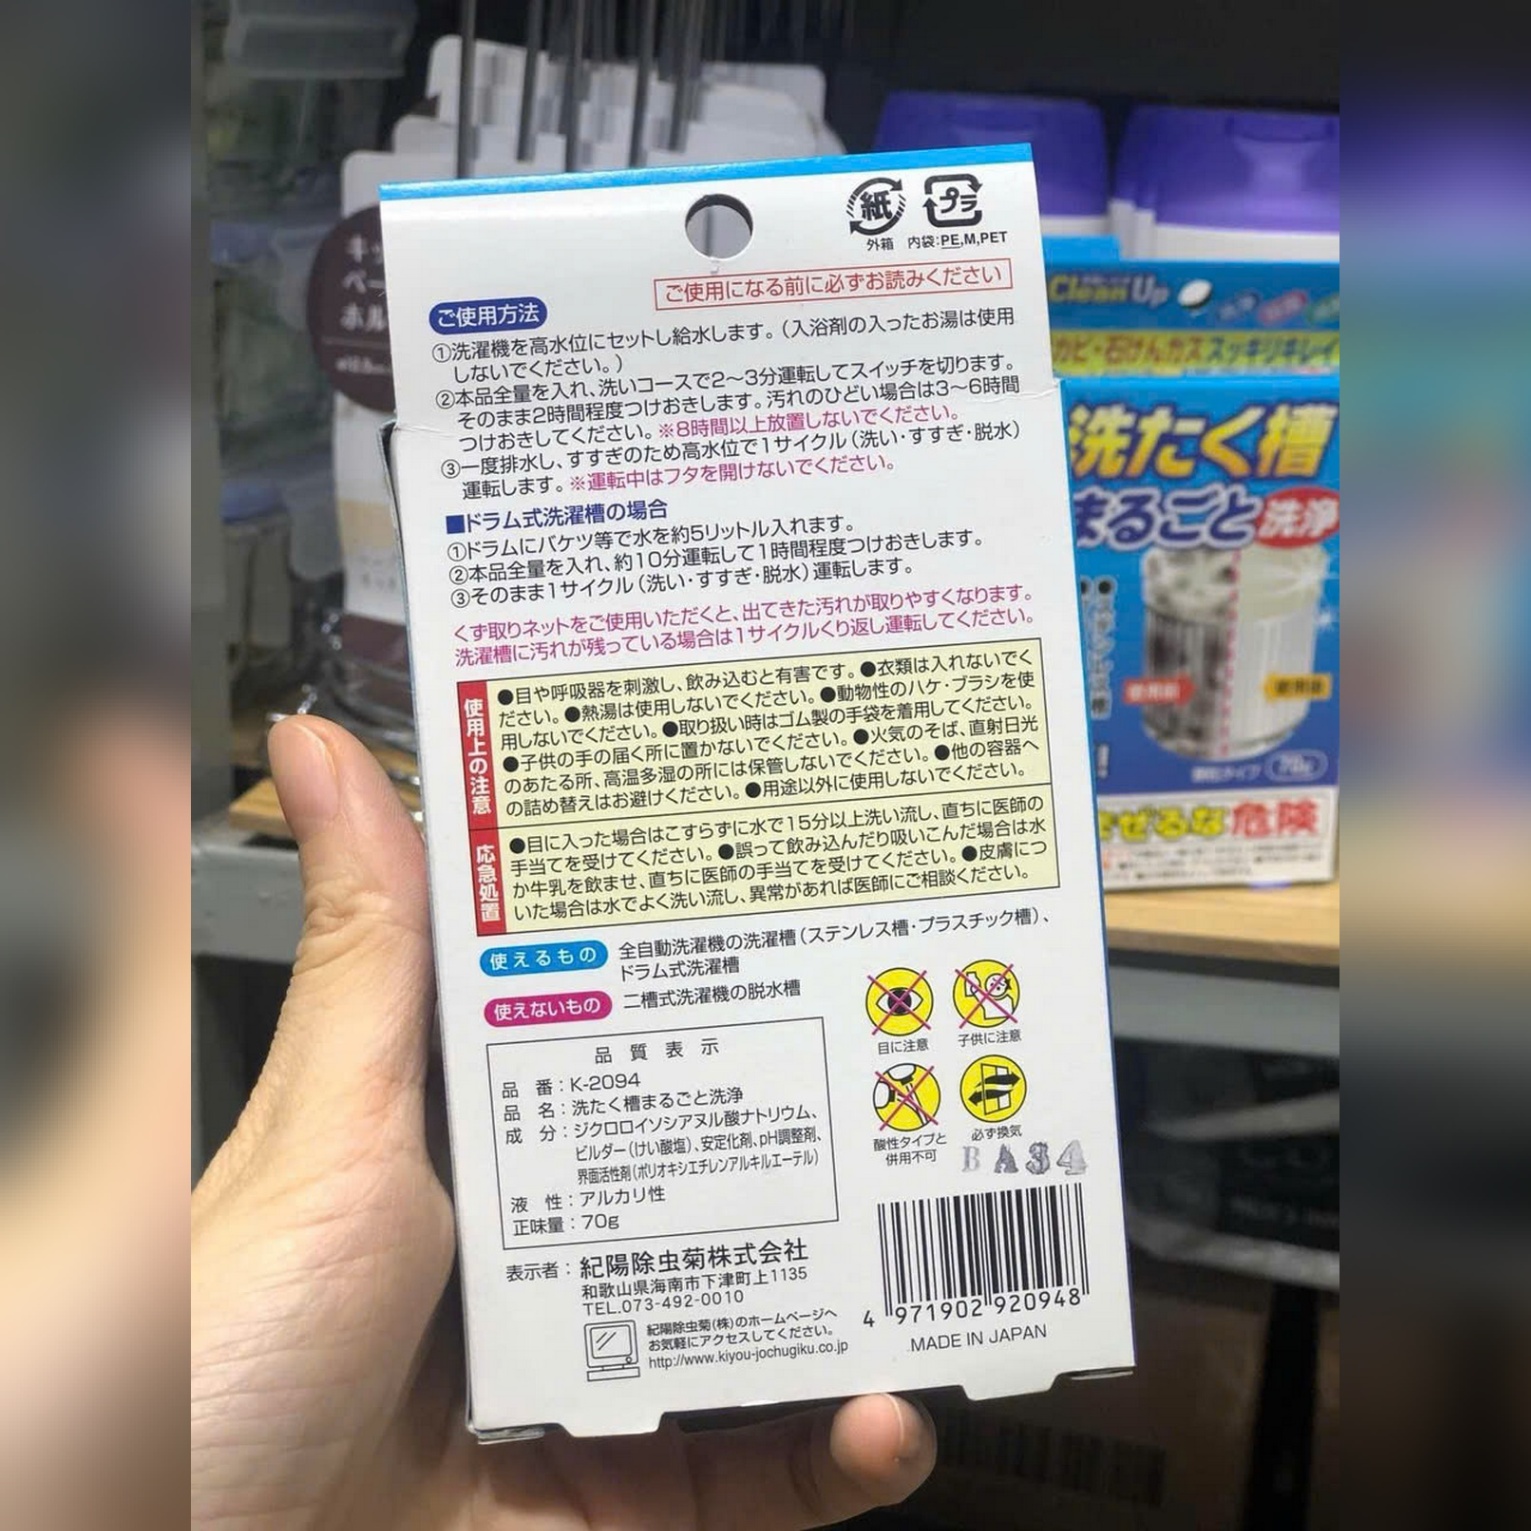 紙
プラ
外箱 内袋:PE,M,PET
ご使用になる前に必ずお読みください
ご使用方法
①洗濯機を高水位にセットし給水します。(入浴剤の入ったお湯は使用
しないでください。)
②本品全量を入れ、洗いコースで2~3分運転してスイッチを切ります。
そのまま2時間程度つけおきします。汚れのひどい場合は3~6時間
つけおきしてください。※8時間以上放置しないでください。
③一度排水し、すすぎのため高水位で1サイクル(洗い・すすぎ・脱水)
運転します。※運転中はフタを開けないでください。
■ドラム式洗濯槽の場合
①ドラムにバケツ等で水を約5リットル入れます。
②本品全量を入れ、約10分運転して1時間程度つけおきします。
③そのまま1サイクル(洗い・すすぎ・脱水)運転します。
くず取りネットをご使用いただくと、出てきた汚れが取りやすくなります。
洗濯槽に汚れが残っている場合は1サイクルくり返し運転してください。
使用上の注意
●目や呼吸器を刺激し、飲み込むと有害です。●衣類は入れないでく
ださい。●熱湯は使用しないでください。●動物性のハケ・ブラシを使
用しないでください。●取り扱い時はゴム製の手袋を着用してください。
●子供の手の届く所に置かないでください。●火気のそば、直射日光
のあたる所、高温多湿の所には保管しないでください。●他の容器へ
の詰め替えはお避けください。●用途以外に使用しないでください。
応急処置
●目に入った場合はこすらずに水で15分以上洗い流し、直ちに医師の
手当てを受けてください。●誤って飲み込んだり吸いこんだ場合は水
か牛乳を飲ませ、直ちに医師の手当てを受けてください。●皮膚につ
いた場合は水でよく洗い流し、異常があれば医師にご相談ください。
使えるもの 全自動洗濯機の洗濯槽(ステンレス槽・プラスチック槽)、
ドラム式洗濯槽
使えないもの 二槽式洗濯機の脱水槽
目に注意 子供に注意
酸性タイプと
併用不可
必ず換気
BA34
品質表示
品 番:K-2094
品 名:洗たく槽まるごと洗浄
成 分:ジクロロイソシアヌル酸ナトリウム、
ビルダー(けい酸塩)、安定化剤、pH調整剤、
界面活性剤(ポリオキシエチレンアルキルエーテル)
液 性:アルカリ性
正味量:70g
表示者:紀陽除虫菊株式会社
和歌山県海南市下津町上1135
TEL.073-492-0010
紀陽除虫菊(株)のホームページへ
お気軽にアクセスしてください。
http://www.kiyou-jochugiku.co.jp
4 971902 920948
MADE IN JAPAN
Clean Up
カビ・石けんカススッキリキレイ
洗たく槽
まるごと洗浄
使用前
使用後
顆粒タイプ 70g
まぜるな危険